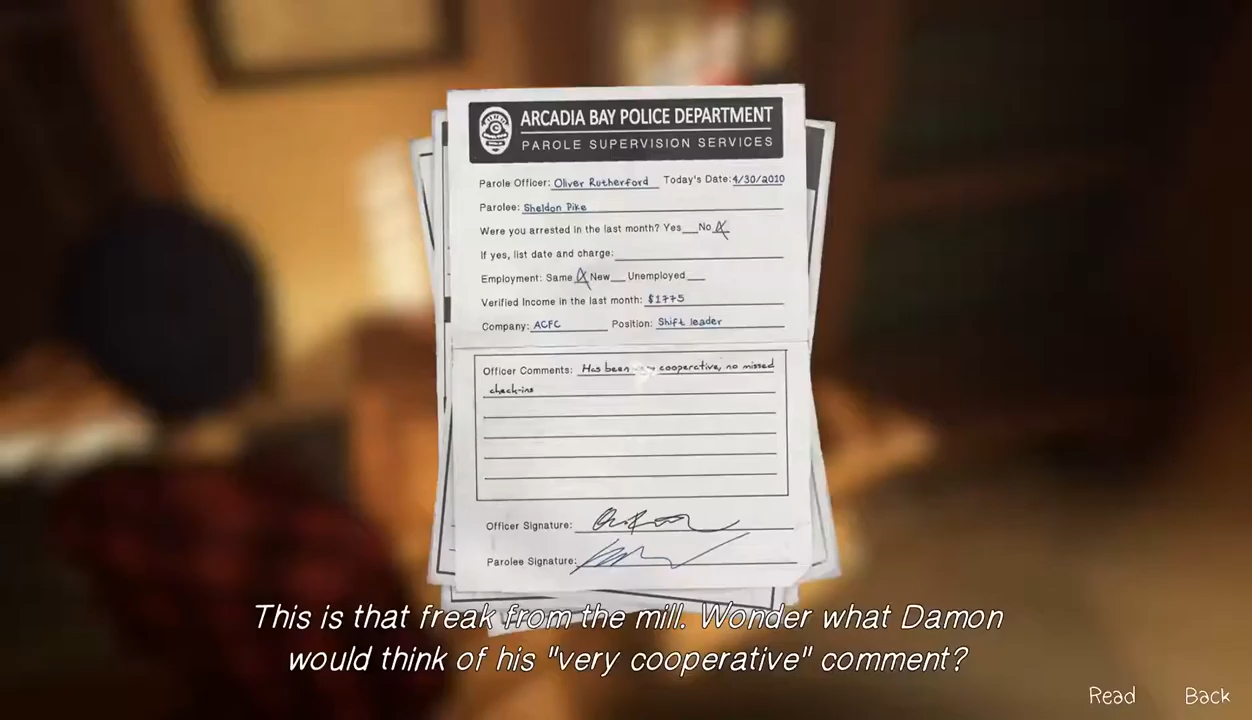 ARCADIA BAY POLICE DEPARTMENT
PAROLE SUPERVISION SERVICES
Parole Officer: Oliver Rutherford Today's Date: 4/30/2010
Parolee: Sheldon Pike
Were you arrested in the last month? Yes No X
If yes, list date and charge:
Employment: Same X New Unemployed
Verified Income in the last month: $1775
Company: ACFC Position: Shift leader
Officer Comments: Has been cooperative, no missed
check-ins
Officer Signature:
Parolee Signature:
This is that freak from the mill. Wonder what Damon
would think of his "very cooperative" comment?
Read Back